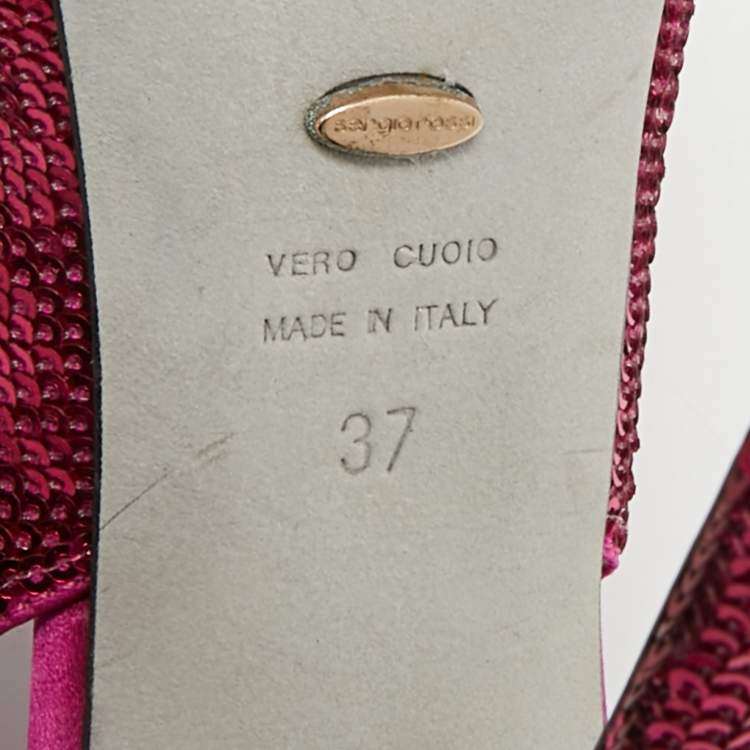 sergio rossi
VERO CUOIO
MADE IN ITALY
37